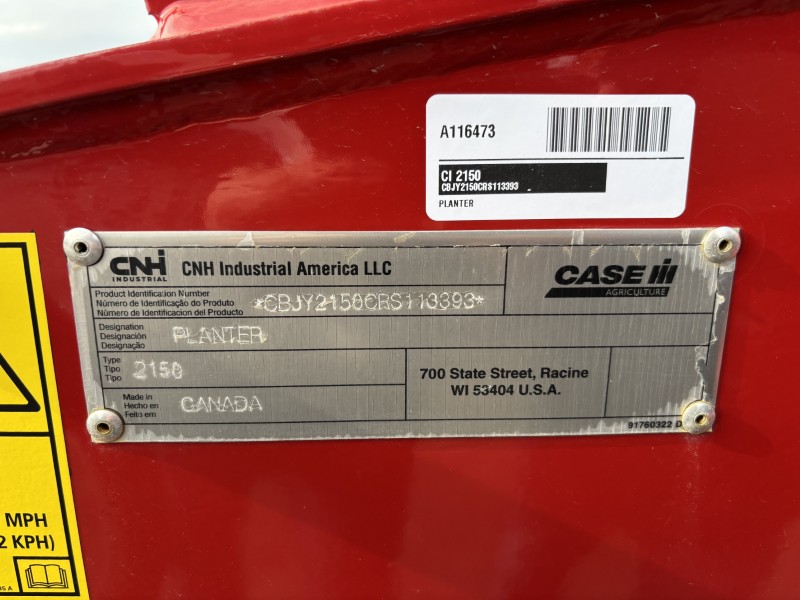 A116473
CI 2150
CBJY2150CRS113393
PLANTER
CNH
INDUSTRIAL
CNH Industrial America LLC
CASE IH
AGRICULTURE
Product Identification Number
Número de Identificação do Produto
Número de Identificacion del Producto
*CBJY2150CRS113393*
Designation
Designación
Designação
PLANTER
Type
Tipo
Tipo
2150
700 State Street, Racine
WI 53404 U.S.A.
Made in
Hecho en
Feito em
CANADA
91760322 D
MPH
2 KPH)